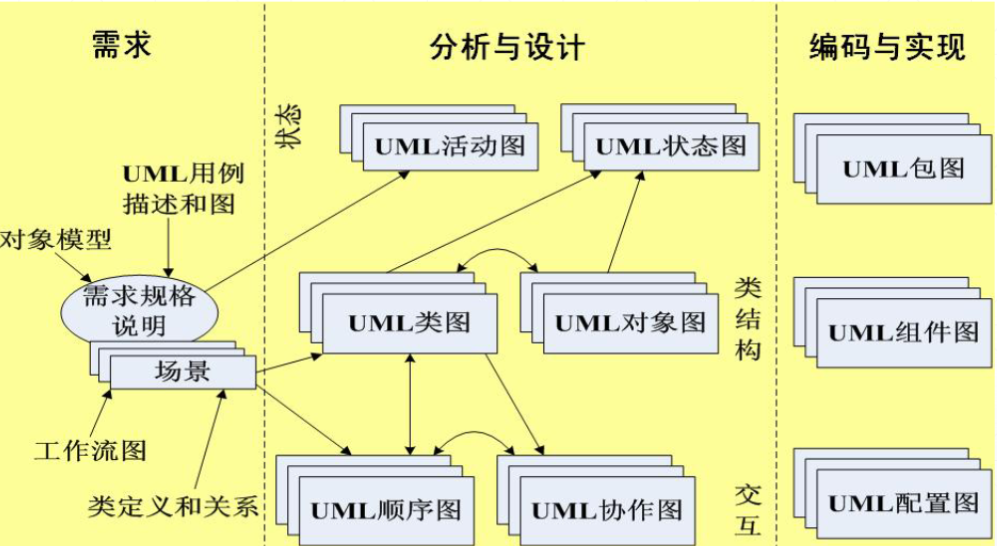 需求
分析与设计
编码与实现
状态
UML活动图
UML状态图
UML包图
UML用例
描述和图
对象模型
需求规格
说明
场景
工作流图
类定义和关系
UML类图
UML对象图
类结构
UML组件图
UML顺序图
UML协作图
交互
UML配置图